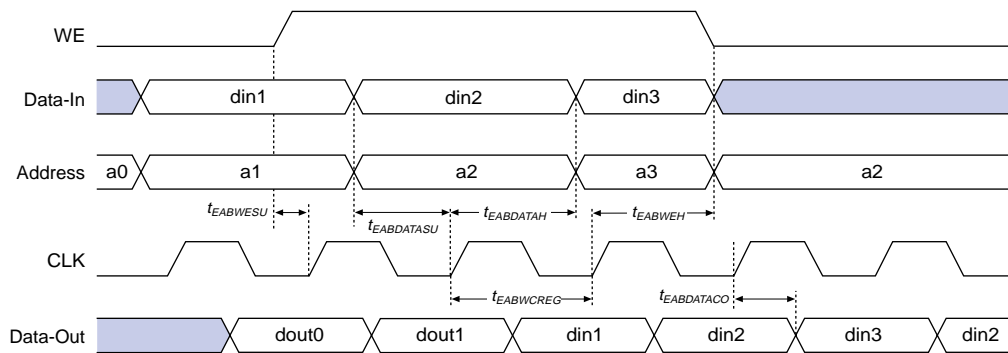 WE
Data-In din1 din2 din3
Address a0 a1 a2 a3 a2
tEABWESU tEABDATASU tEABDATAH tEABWEH
CLK
tEABWCREG tEABDATACO
Data-Out dout0 dout1 din1 din2 din3 din2